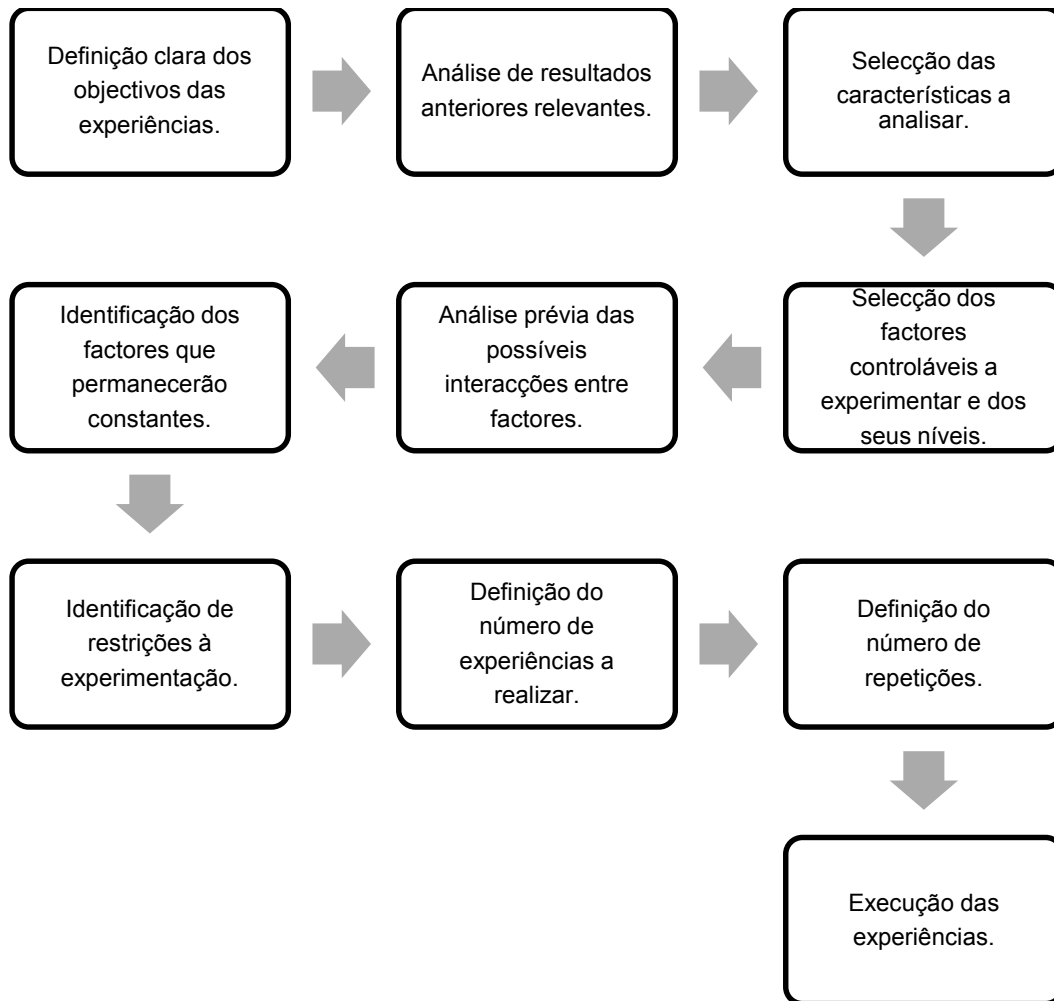 Definição clara dos
objectivos das
experiências.
Análise de resultados
anteriores relevantes.
Selecção das
características a
analisar.
Selecção dos
factores
controláveis a
experimentar e dos
seus níveis.
Análise prévia das
possíveis
interacções entre
factores.
Identificação dos
factores que
permanecerão
constantes.
Identificação de
restrições à
experimentação.
Definição do
número de
experiências a
realizar.
Definição do
número de
repetições.
Execução das
experiências.